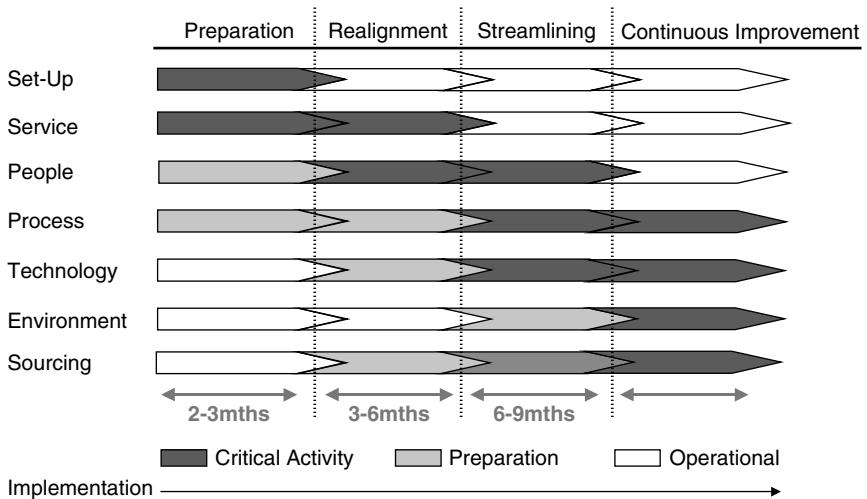 Preparation Realignment Streamlining Continuous Improvement
Set-Up
Service
People
Process
Technology
Environment
Sourcing
2-3mths 3-6mths 6-9mths
Critical Activity Preparation Operational
Implementation